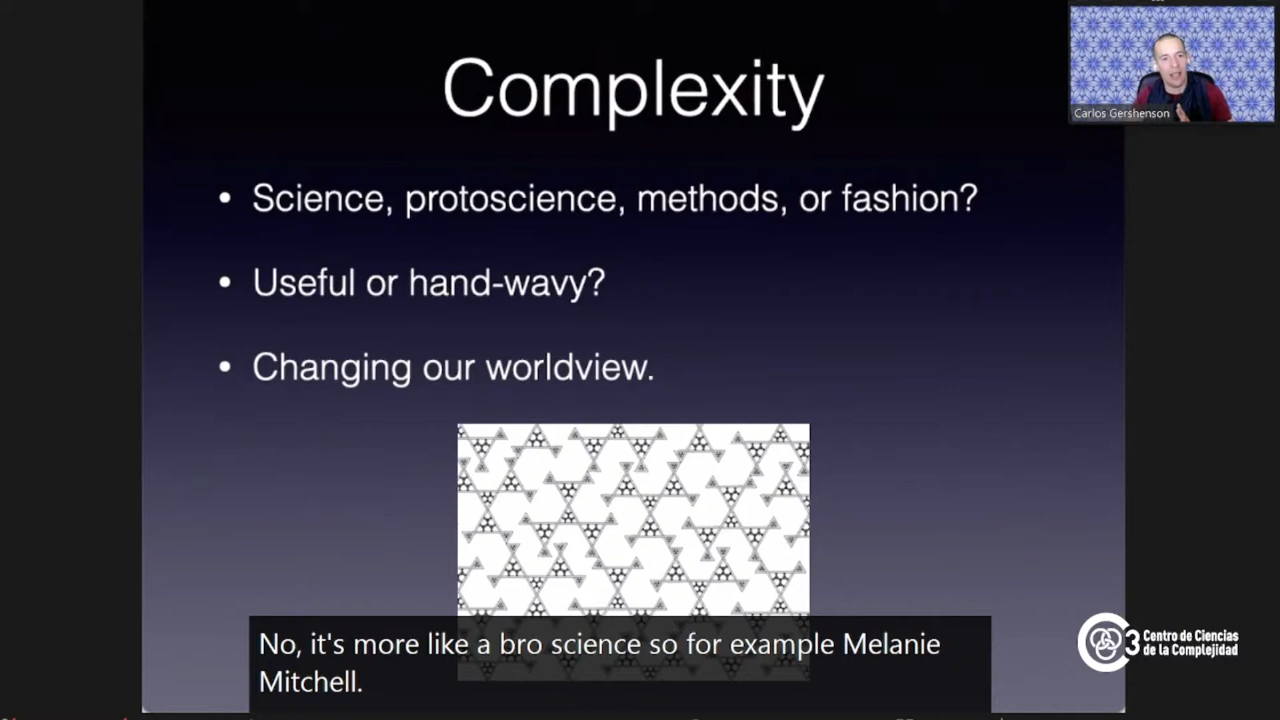 Complexity
Carlos Gershenson
• Science, protoscience, methods, or fashion?
• Useful or hand-wavy?
• Changing our worldview.
No, it's more like a bro science so for example Melanie
Mitchell.
C3 Centro de Ciencias
de la Complejidad